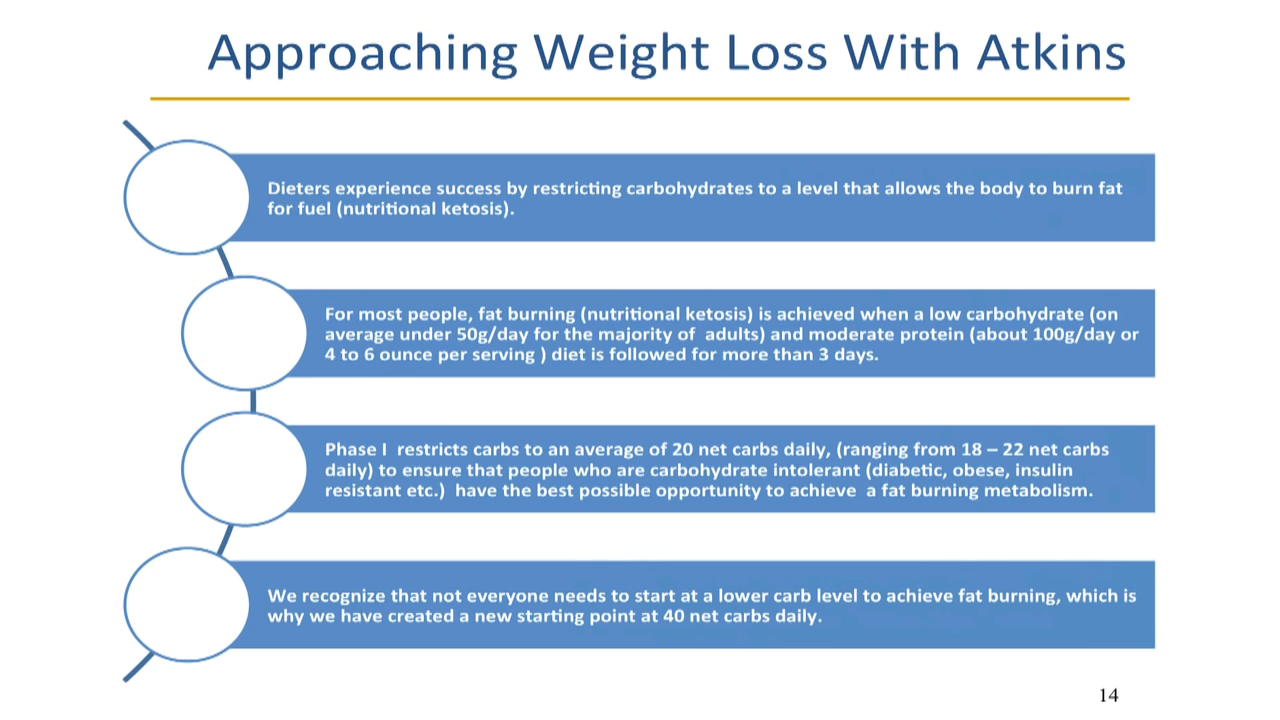 Approaching Weight Loss With Atkins
Dieters experience success by restricting carbohydrates to a level that allows the body to burn fat
for fuel (nutritional ketosis).
For most people, fat burning (nutritional ketosis) is achieved when a low carbohydrate (on
average under 50g/day for the majority of  adults) and moderate protein (about 100g/day or
4 to 6 ounce per serving ) diet is followed for more than 3 days.
Phase I  restricts carbs to an average of 20 net carbs daily, (ranging from 18 – 22 net carbs
daily) to ensure that people who are carbohydrate intolerant (diabetic, obese, insulin
resistant etc.)  have the best possible opportunity to achieve  a fat burning metabolism.
We recognize that not everyone needs to start at a lower carb level to achieve fat burning, which is
why we have created a new starting point at 40 net carbs daily.
14